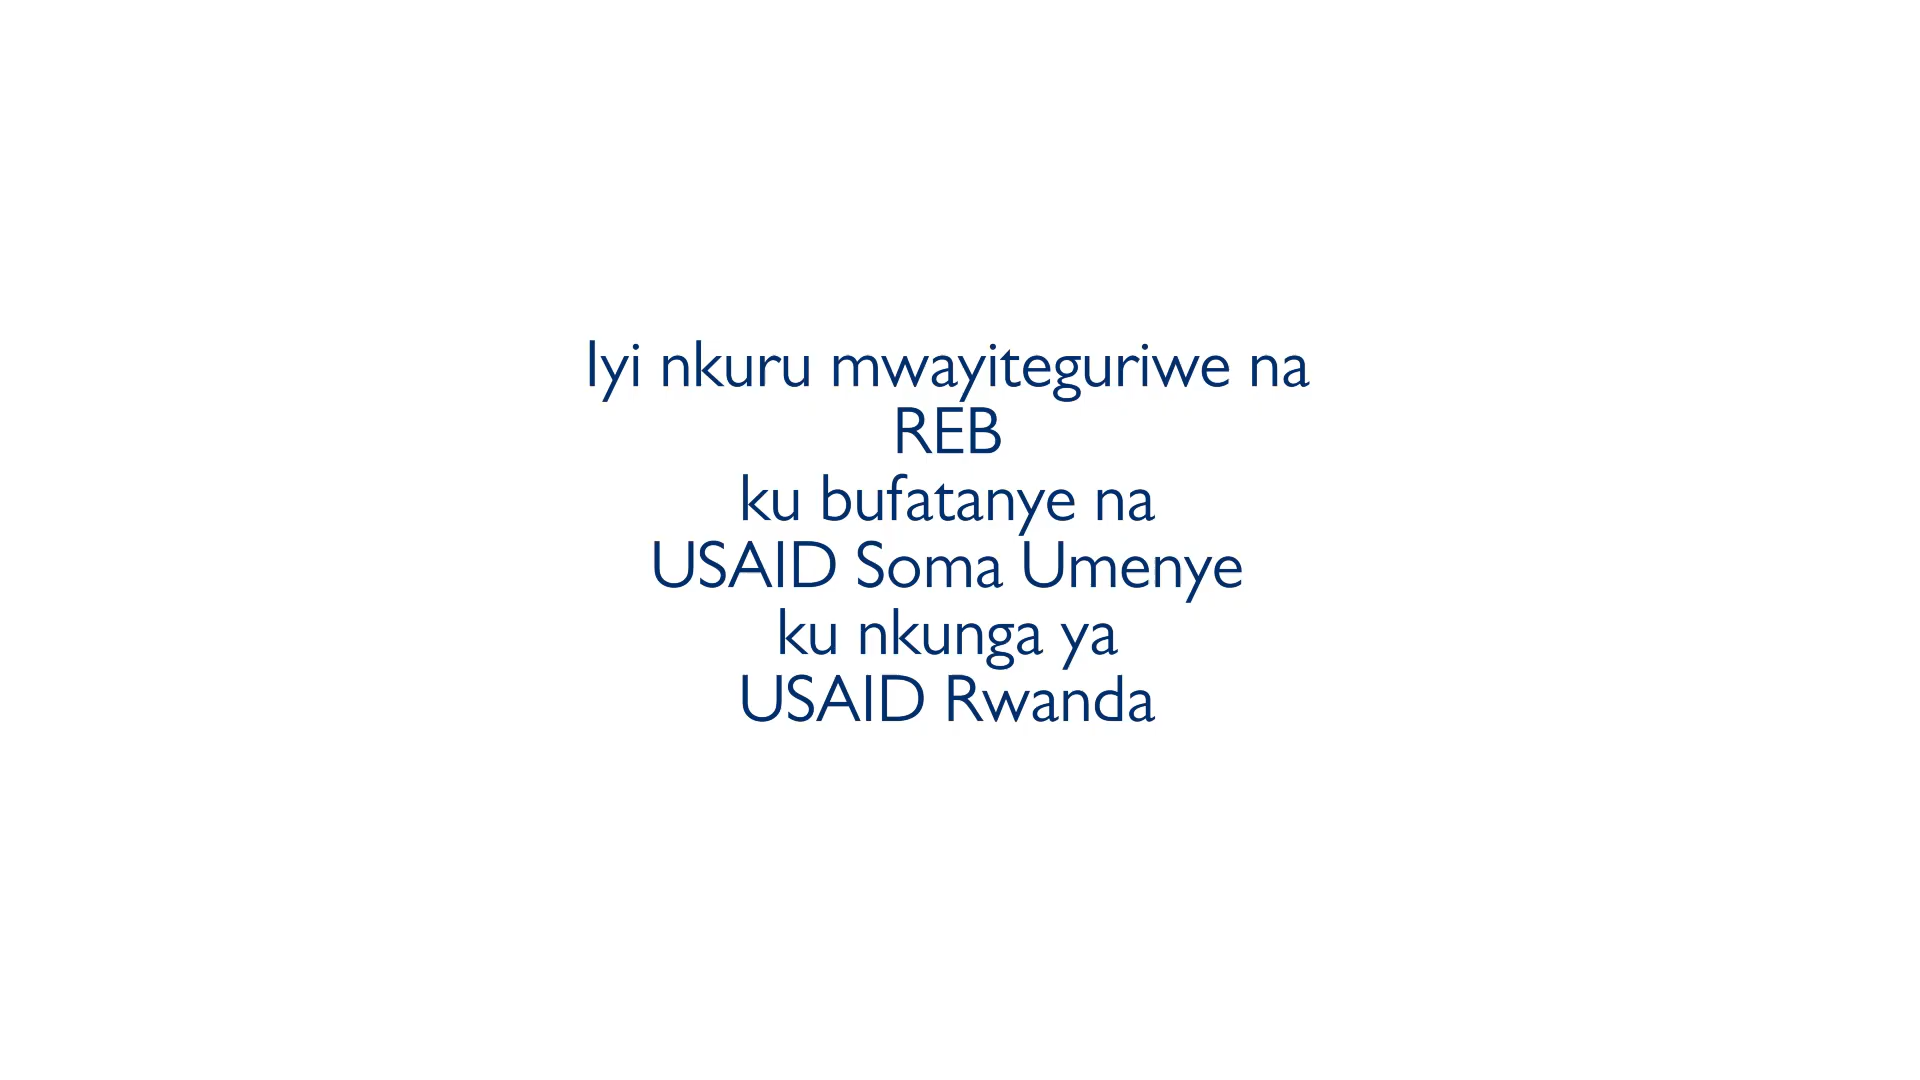 Iyi nkuru mwayiteguriwe na
REB
ku bufatanye na
USAID Soma Umenye
ku nkunga ya
USAID Rwanda